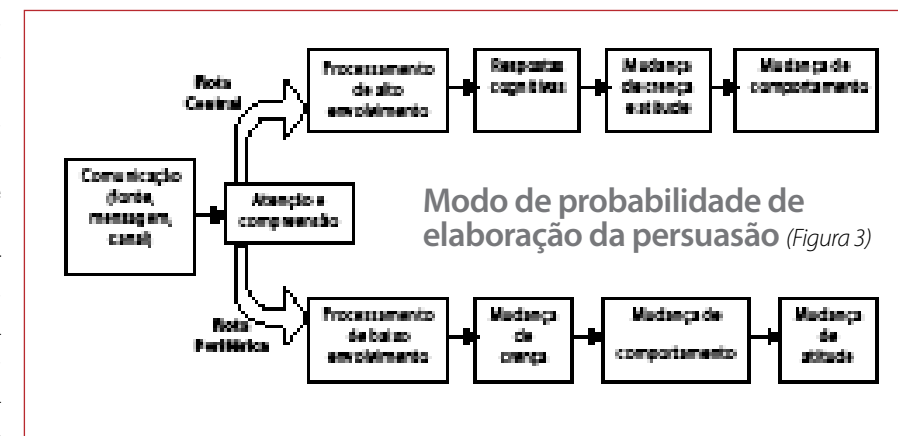 Rota
Central
Processamento
de alto
envolvimento
Respostas
cognitivas
Mudança
de crença
e atitude
Mudança de
comportamento
Comunicação
(fonte,
mensagem,
canal)
Atenção e
compreensão
Modo de probabilidade de
elaboração da persuasão (Figura 3)
Rota
Periférica
Processamento
de baixo
envolvimento
Mudança
de
crença
Mudança de
comportamento
Mudança
de
atitude